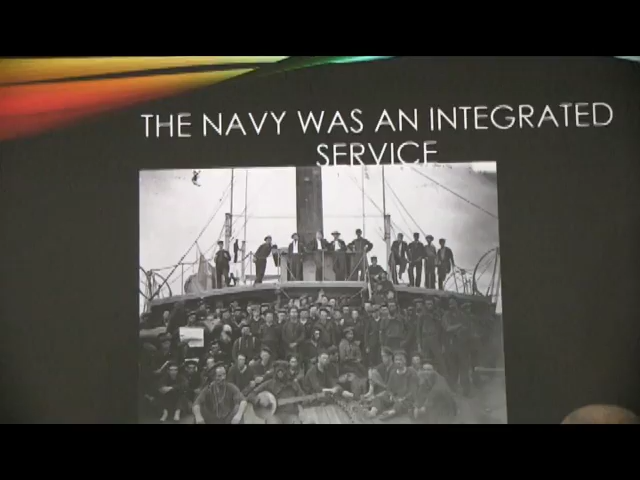 THE NAVY WAS AN INTEGRATED
SERVICE